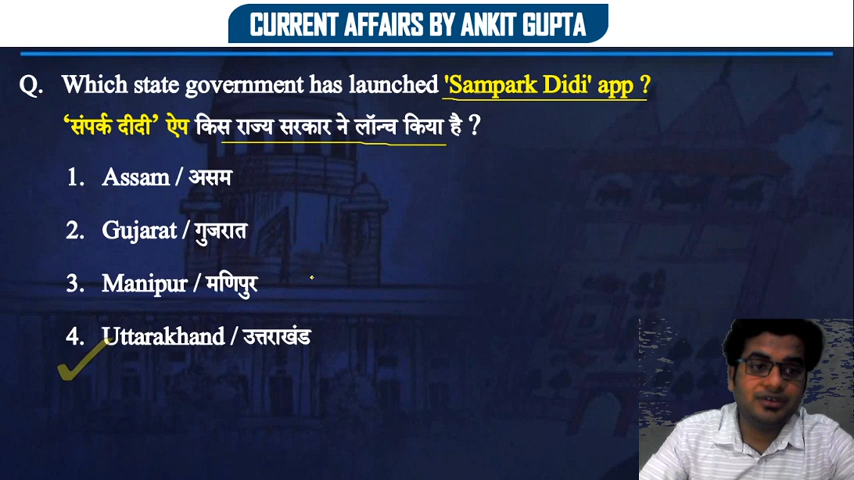 CURRENT AFFAIRS BY ANKIT GUPTA
Q. Which state government has launched 'Sampark Didi' app ?
‘संपर्क दीदी’ ऐप किस राज्य सरकार ने लॉन्च किया है ?
1. Assam / असम
2. Gujarat / गुजरात
3. Manipur / मणिपुर
4. Uttarakhand / उत्तराखंड